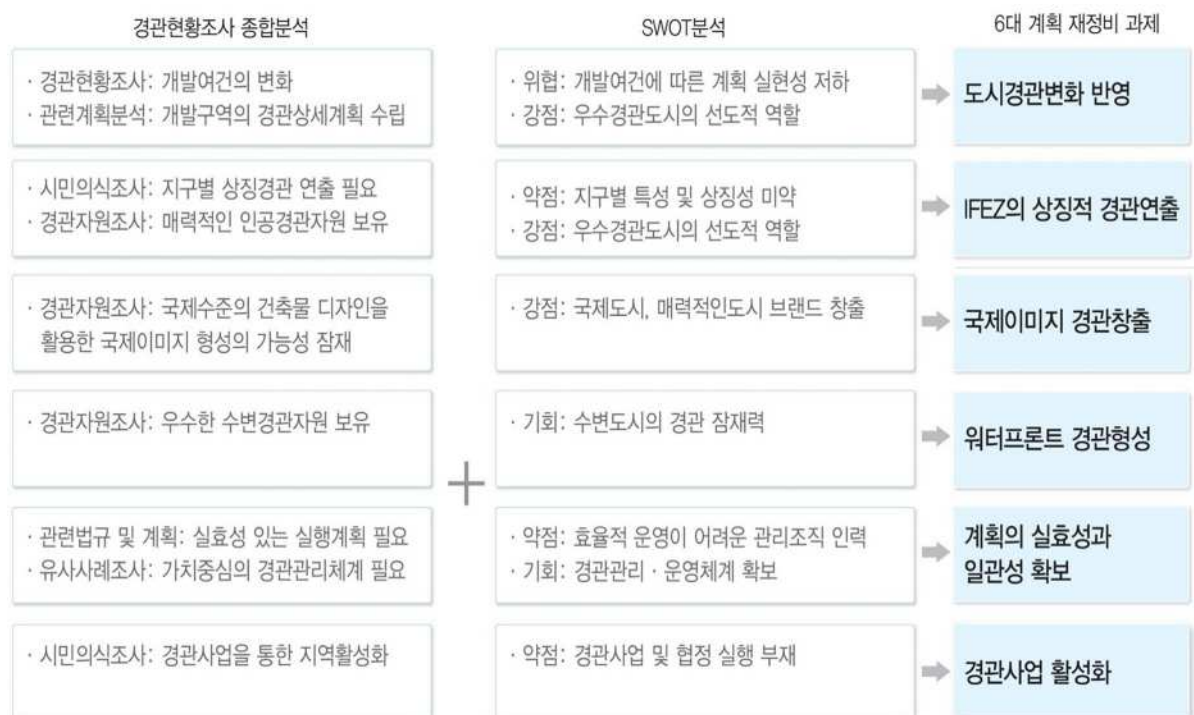 경관현황조사 종합분석
SWOT분석
6대 계획 재정비 과제
· 경관현황조사: 개발여건의 변화
· 관련계획분석: 개발구역의 경관상세계획 수립
· 위협: 개발여건에 따른 계획 실현성 저하
· 강점: 우수경관도시의 선도적 역할
도시경관변화 반영
· 시민의식조사: 지구별 상징경관 연출 필요
· 경관자원조사: 매력적인 인공경관자원 보유
· 약점: 지구별 특성 및 상징성 미약
· 강점: 우수경관도시의 선도적 역할
IFEZ의 상징적 경관연출
· 경관자원조사: 국제수준의 건축물 디자인을
활용한 국제이미지 형성의 가능성 잠재
· 강점: 국제도시, 매력적인도시 브랜드 창출
국제이미지 경관창출
· 경관자원조사: 우수한 수변경관자원 보유
· 기회: 수변도시의 경관 잠재력
워터프론트 경관형성
+
· 관련법규 및 계획: 실효성 있는 실행계획 필요
· 유사사례조사: 가치중심의 경관관리체계 필요
· 약점: 효율적 운영이 어려운 관리조직 인력
· 기회: 경관관리 · 운영체계 확보
계획의 실효성과
일관성 확보
· 시민의식조사: 경관사업을 통한 지역활성화
· 약점: 경관사업 및 협정 실행 부재
경관사업 활성화